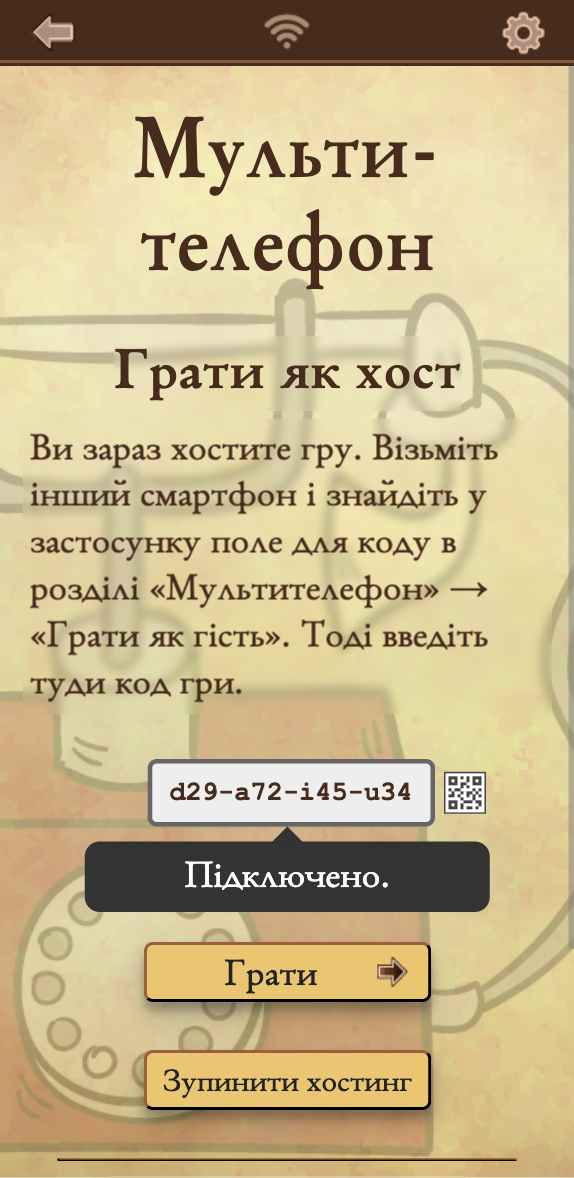 Мульти-
телефон
Грати як хост
Ви зараз хостите гру. Візьміть
інший смартфон і знайдіть у
застосунку поле для коду в
розділі «Мультителефон» →
«Грати як гість». Тоді введіть
туди код гри.
d29-a72-i45-u34
Підключено.
Грати
Зупинити хостинг